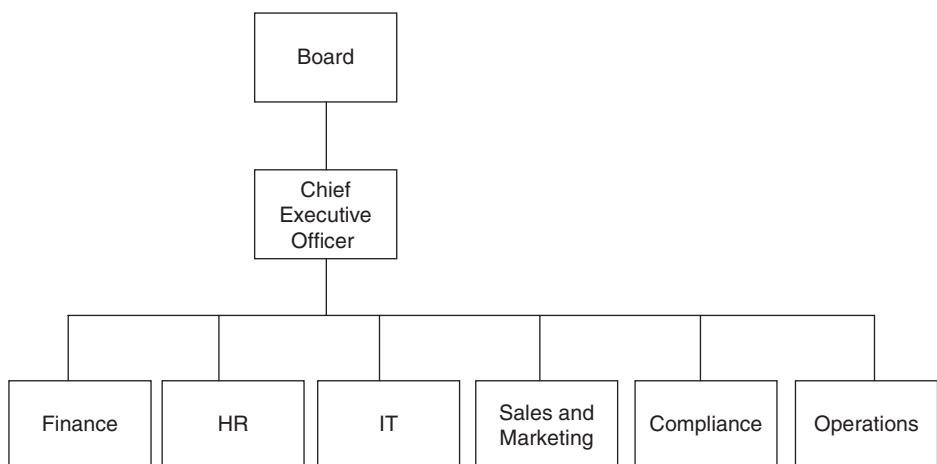 Board
Chief
Executive
Officer
Finance
HR
IT
Sales and
Marketing
Compliance
Operations